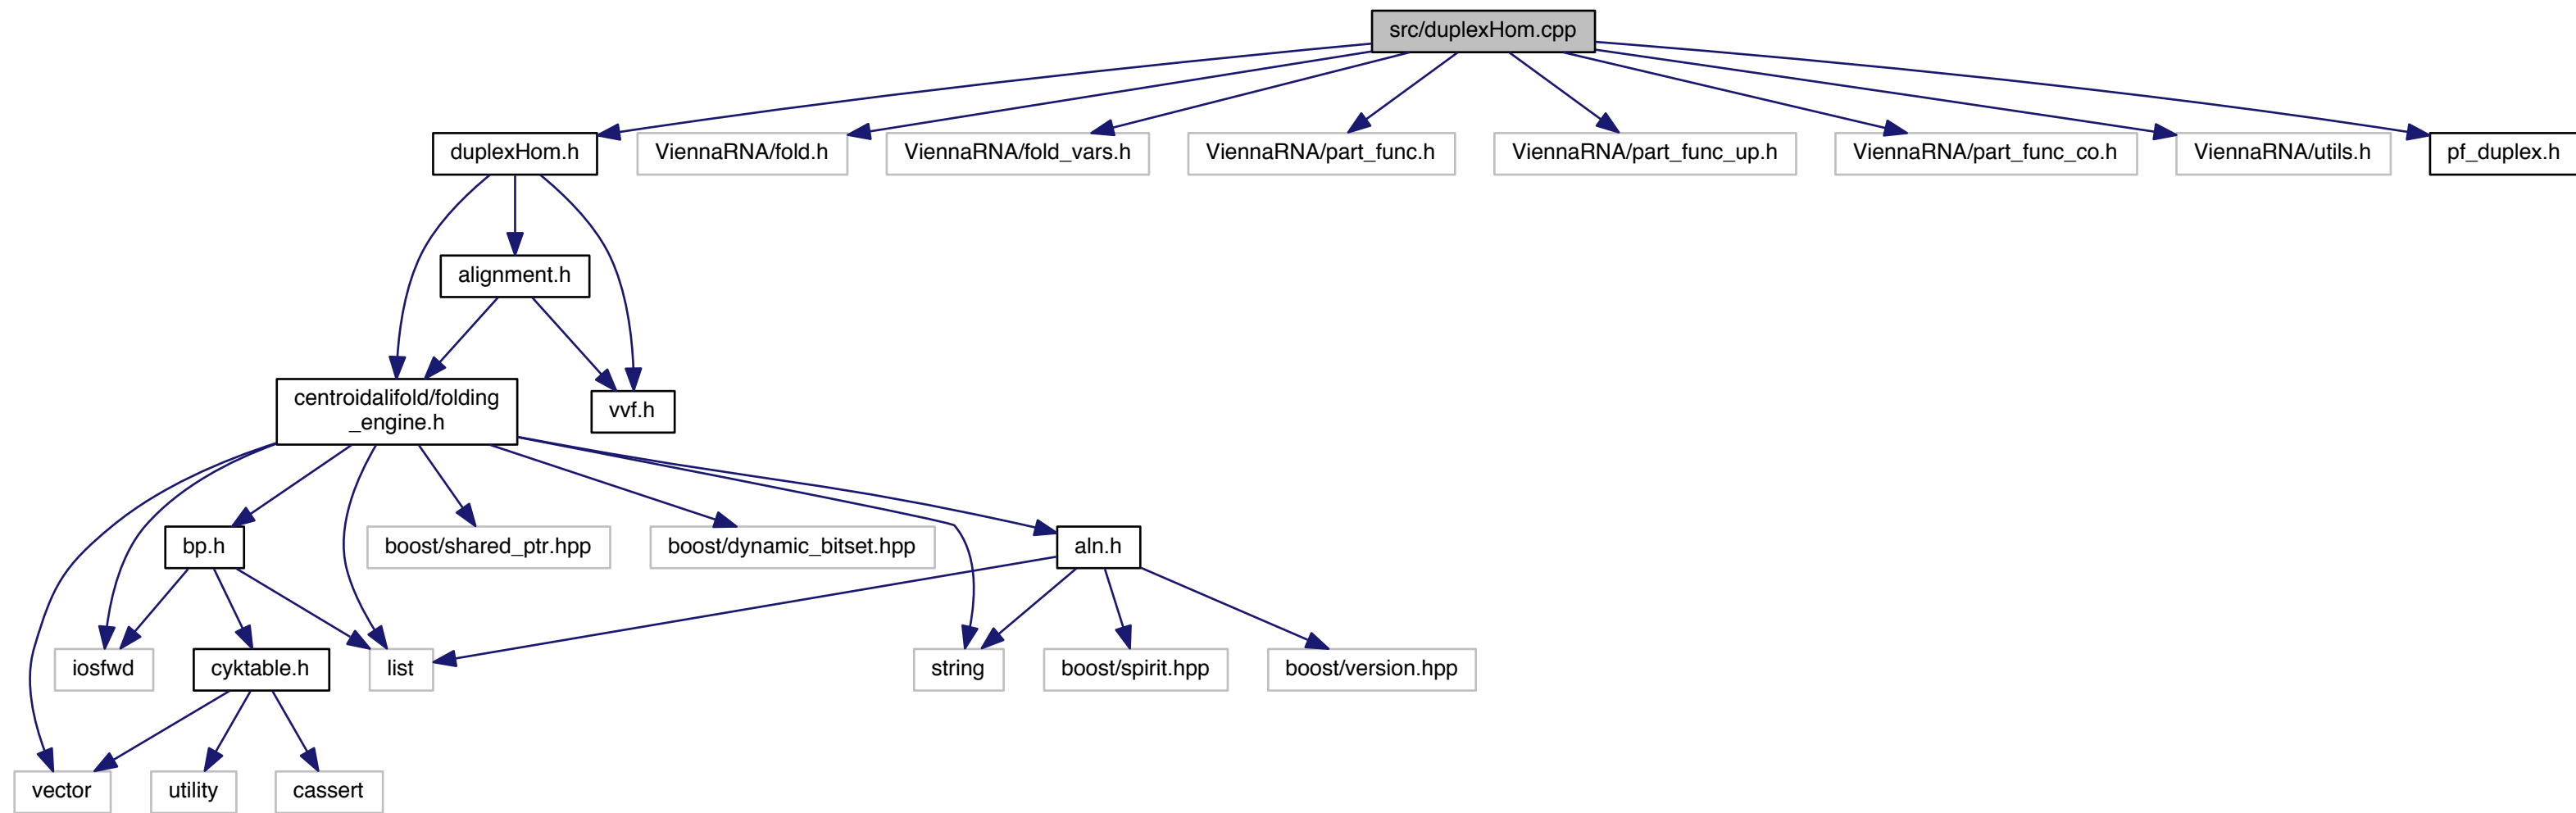 src/duplexHom.cpp
duplexHom.h
ViennaRNA/fold.h
ViennaRNA/fold_vars.h
ViennaRNA/part_func.h
ViennaRNA/part_func_up.h
ViennaRNA/part_func_co.h
ViennaRNA/utils.h
pf_duplex.h
alignment.h
centroidalifold/folding
_engine.h
vvf.h
bp.h
boost/shared_ptr.hpp
boost/dynamic_bitset.hpp
aln.h
iosfwd
cyktable.h
list
string
boost/spirit.hpp
boost/version.hpp
vector
utility
cassert